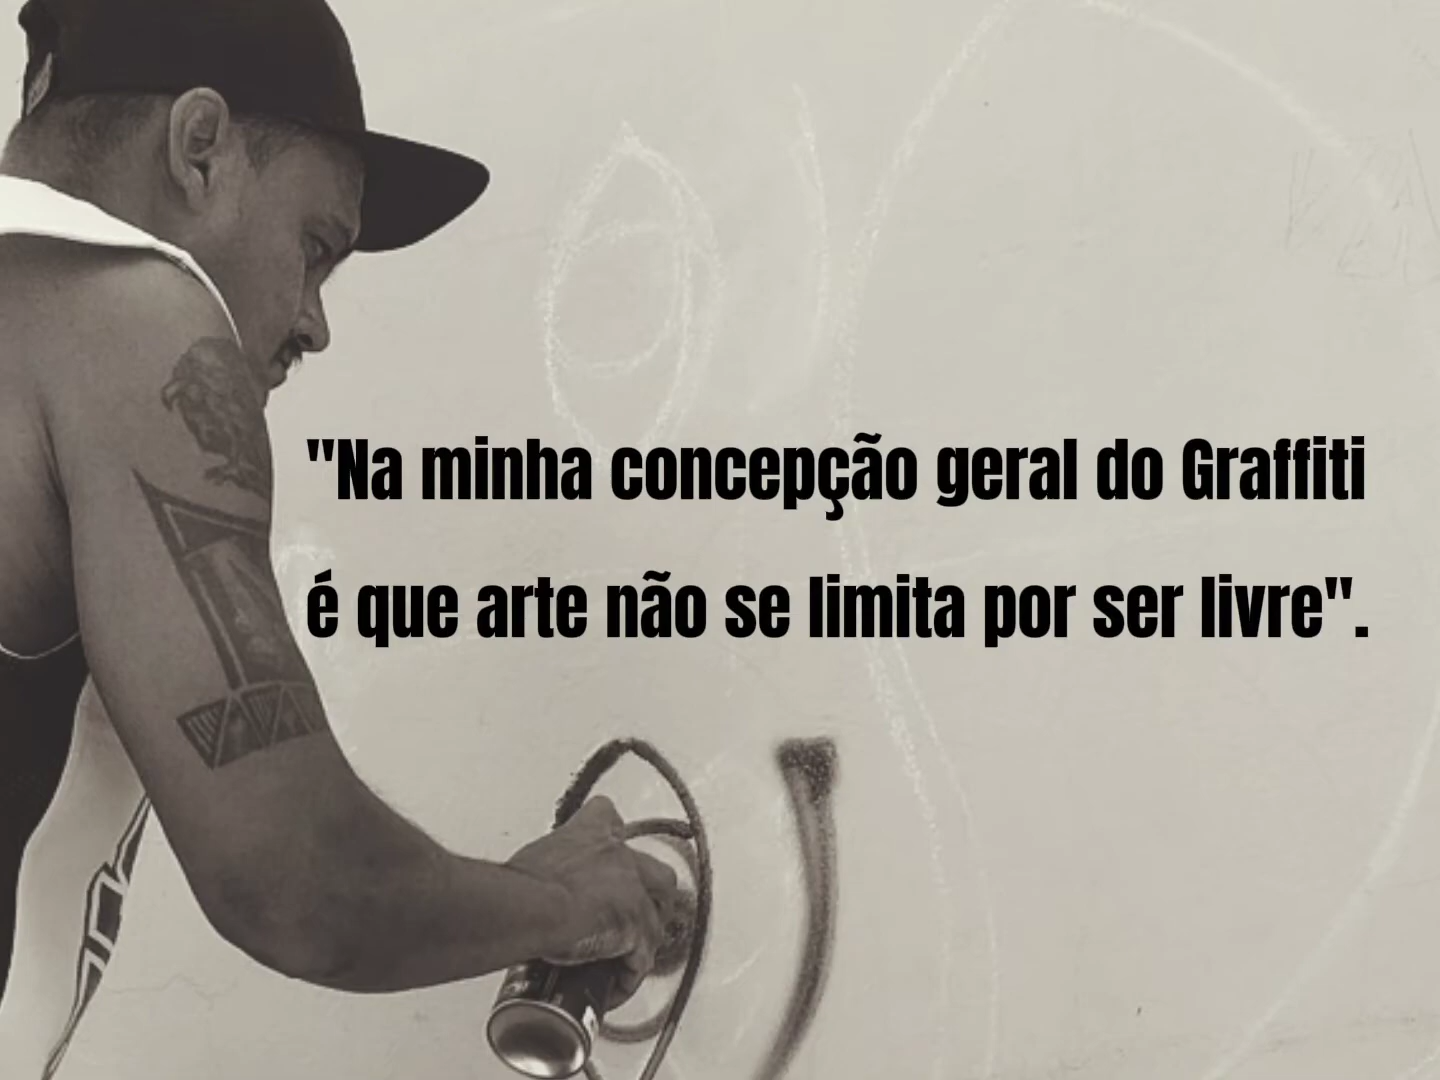 "Na minha concepção geral do Graffiti
é que arte não se limita por ser livre".